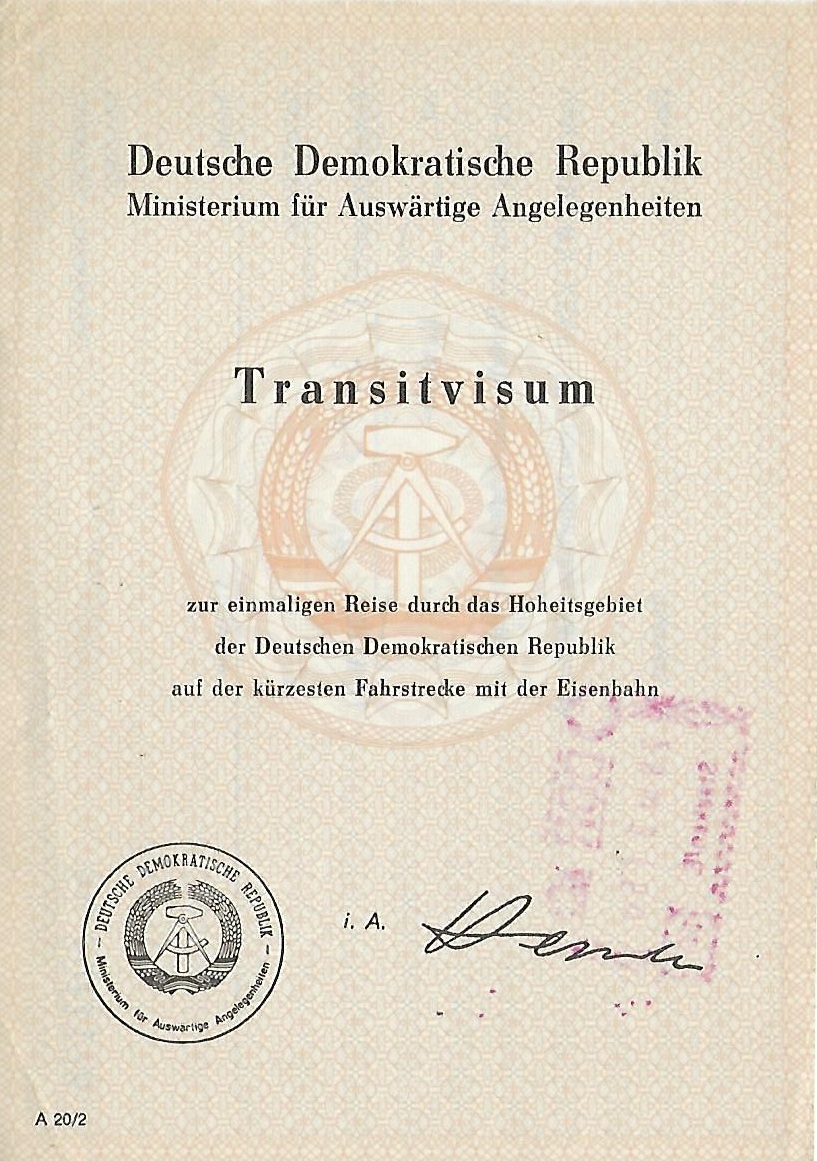 Deutsche Demokratische Republik
Ministerium für Auswärtige Angelegenheiten
Transitvisum
zur einmaligen Reise durch das Hoheitsgebiet
der Deutschen Demokratischen Republik
auf der kürzesten Fahrstrecke mit der Eisenbahn
— DEUTSCHE DEMOKRATISCHE REPUBLIK —
Ministerium für Auswärtige Angelegenheiten
i. A.
A 20/2